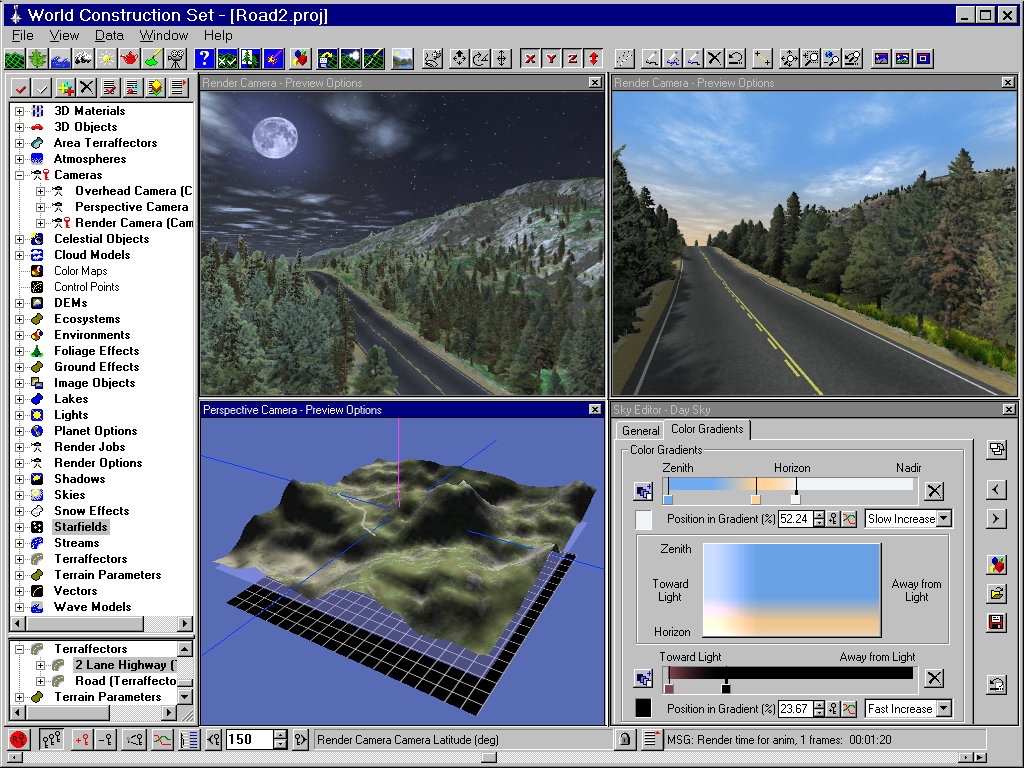 World Construction Set - [Road2.proj]
File View Data Window Help
X Y Z
3D Materials
3D Objects
Area Terraffectors
Atmospheres
Cameras
Overhead Camera (C
Perspective Camera
Render Camera (Cam
Celestial Objects
Cloud Models
Color Maps
Control Points
DEMs
Ecosystems
Environments
Foliage Effects
Ground Effects
Image Objects
Lakes
Lights
Planet Options
Render Jobs
Render Options
Shadows
Skies
Snow Effects
Starfields
Streams
Terraffectors
Terrain Parameters
Vectors
Wave Models
Terraffectors
2 Lane Highway (
Road (Terraffecto
Terrain Parameters
Render Camera - Preview Options
Render Camera - Preview Options
Perspective Camera - Preview Options
Sky Editor - Day Sky
General Color Gradients
Color Gradients
Zenith Horizon Nadir
Position in Gradient (%) 52.24 Slow Increase
Zenith
Toward Light
Away from Light
Horizon
Toward Light Away from Light
Position in Gradient (%) 23.67 Fast Increase
150 Render Camera Camera Latitude (deg) MSG: Render time for anim, 1 frames: 00:01:20